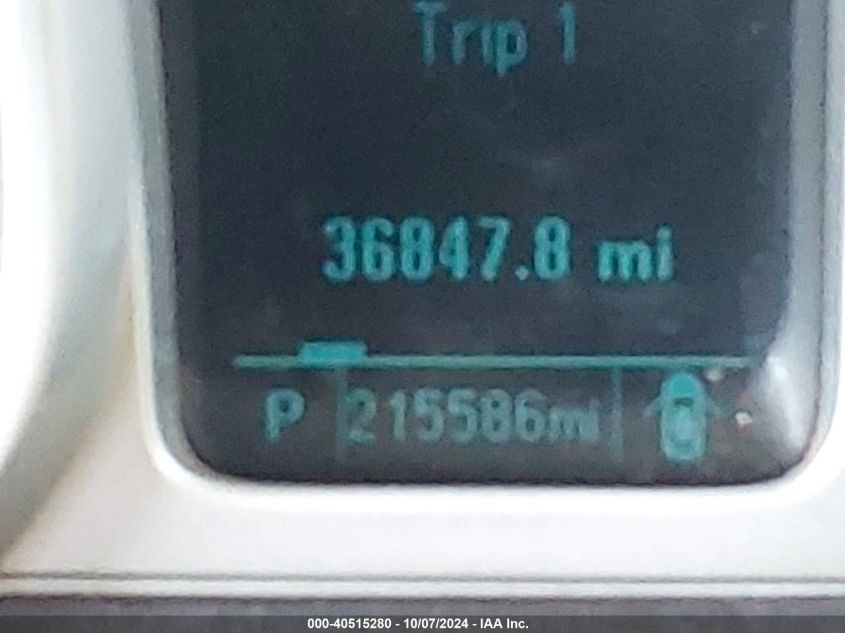 Trip 1
36847.8 mi
P 215586mi
000-40515280 - 10/07/2024 - IAA Inc.